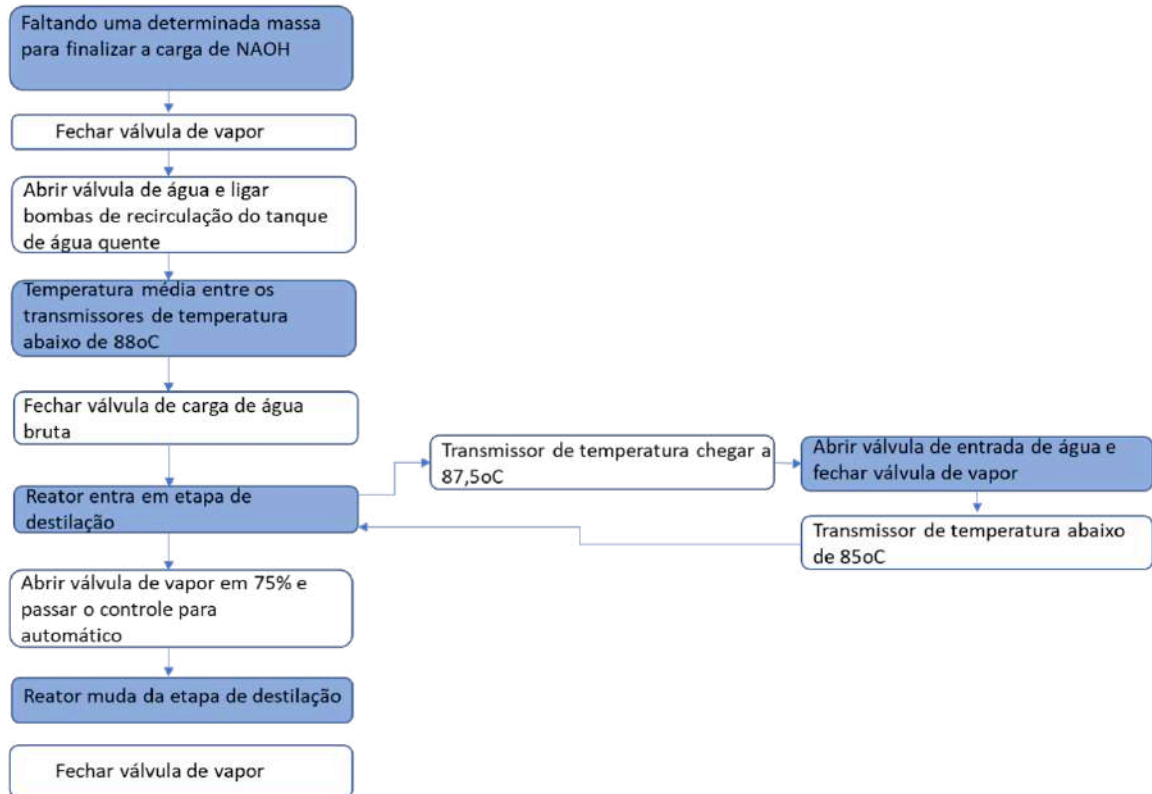 Faltando uma determinada massa
para finalizar a carga de NAOH
Fechar válvula de vapor
Abrir válvula de água e ligar
bombas de recirculação do tanque
de água quente
Temperatura média entre os
transmissores de temperatura
abaixo de 88oC
Fechar válvula de carga de água
bruta
Reator entra em etapa de
destilação
Transmissor de temperatura chegar a
87,5oC
Abrir válvula de entrada de água e
fechar válvula de vapor
Transmissor de temperatura abaixo
de 85oC
Abrir válvula de vapor em 75% e
passar o controle para
automático
Reator muda da etapa de destilação
Fechar válvula de vapor